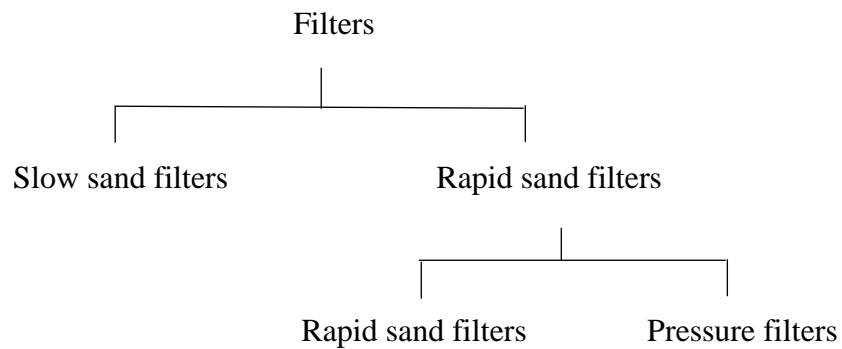 Filters
Slow sand filters
Rapid sand filters
Rapid sand filters
Pressure filters